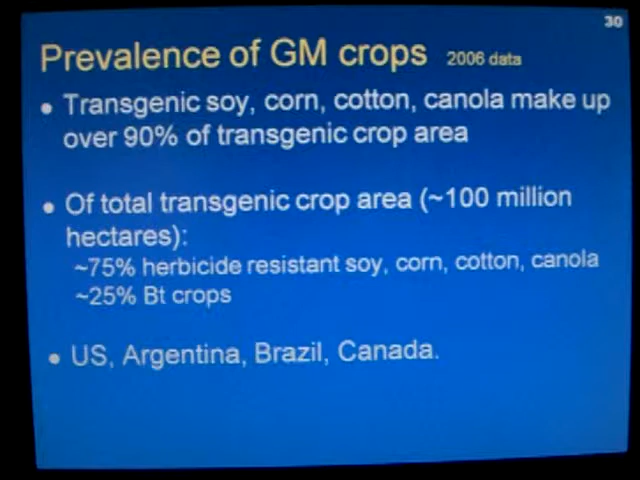 30
Prevalence of GM crops 2006 data
• Transgenic soy, corn, cotton, canola make up
over 90% of transgenic crop area
• Of total transgenic crop area (~100 million
hectares):
~75% herbicide resistant soy, corn, cotton, canola
~25% Bt crops
• US, Argentina, Brazil, Canada.